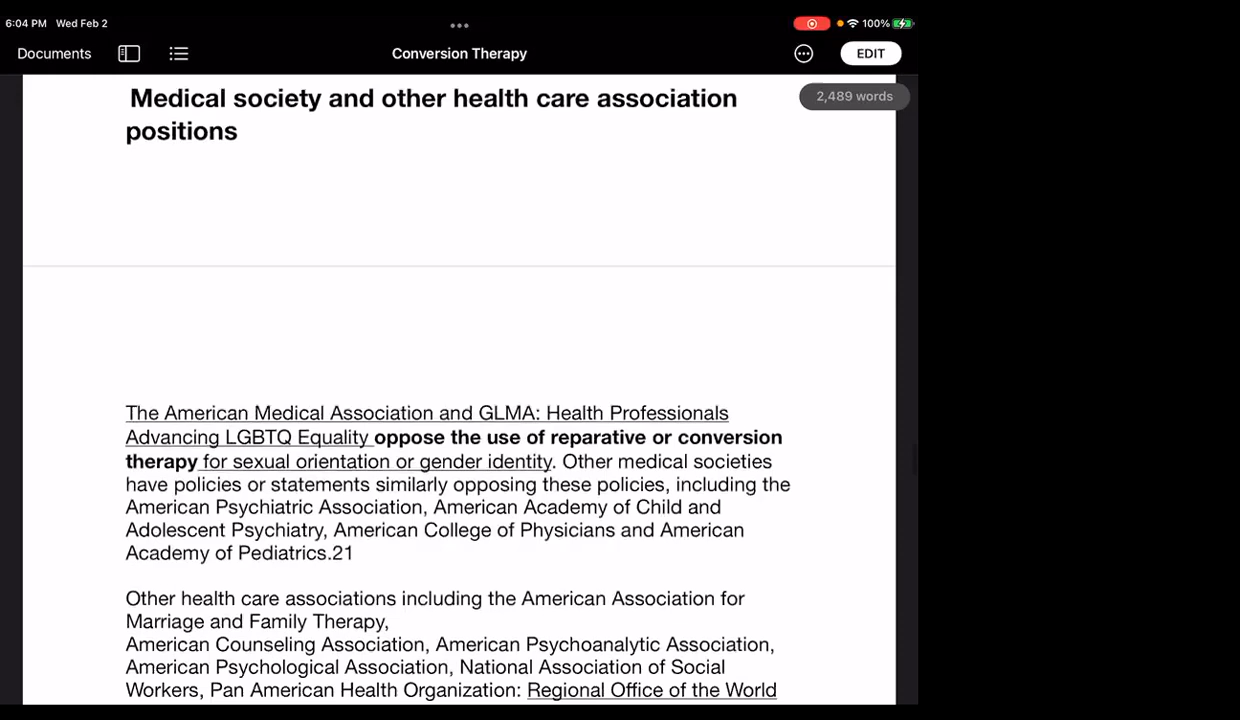 6:04 PM Wed Feb 2
100%
Documents
Conversion Therapy
EDIT
2,489 words
Medical society and other health care association
positions
The American Medical Association and GLMA: Health Professionals
Advancing LGBTQ Equality oppose the use of reparative or conversion
therapy for sexual orientation or gender identity. Other medical societies
have policies or statements similarly opposing these policies, including the
American Psychiatric Association, American Academy of Child and
Adolescent Psychiatry, American College of Physicians and American
Academy of Pediatrics.21
Other health care associations including the American Association for
Marriage and Family Therapy,
American Counseling Association, American Psychoanalytic Association,
American Psychological Association, National Association of Social
Workers, Pan American Health Organization: Regional Office of the World